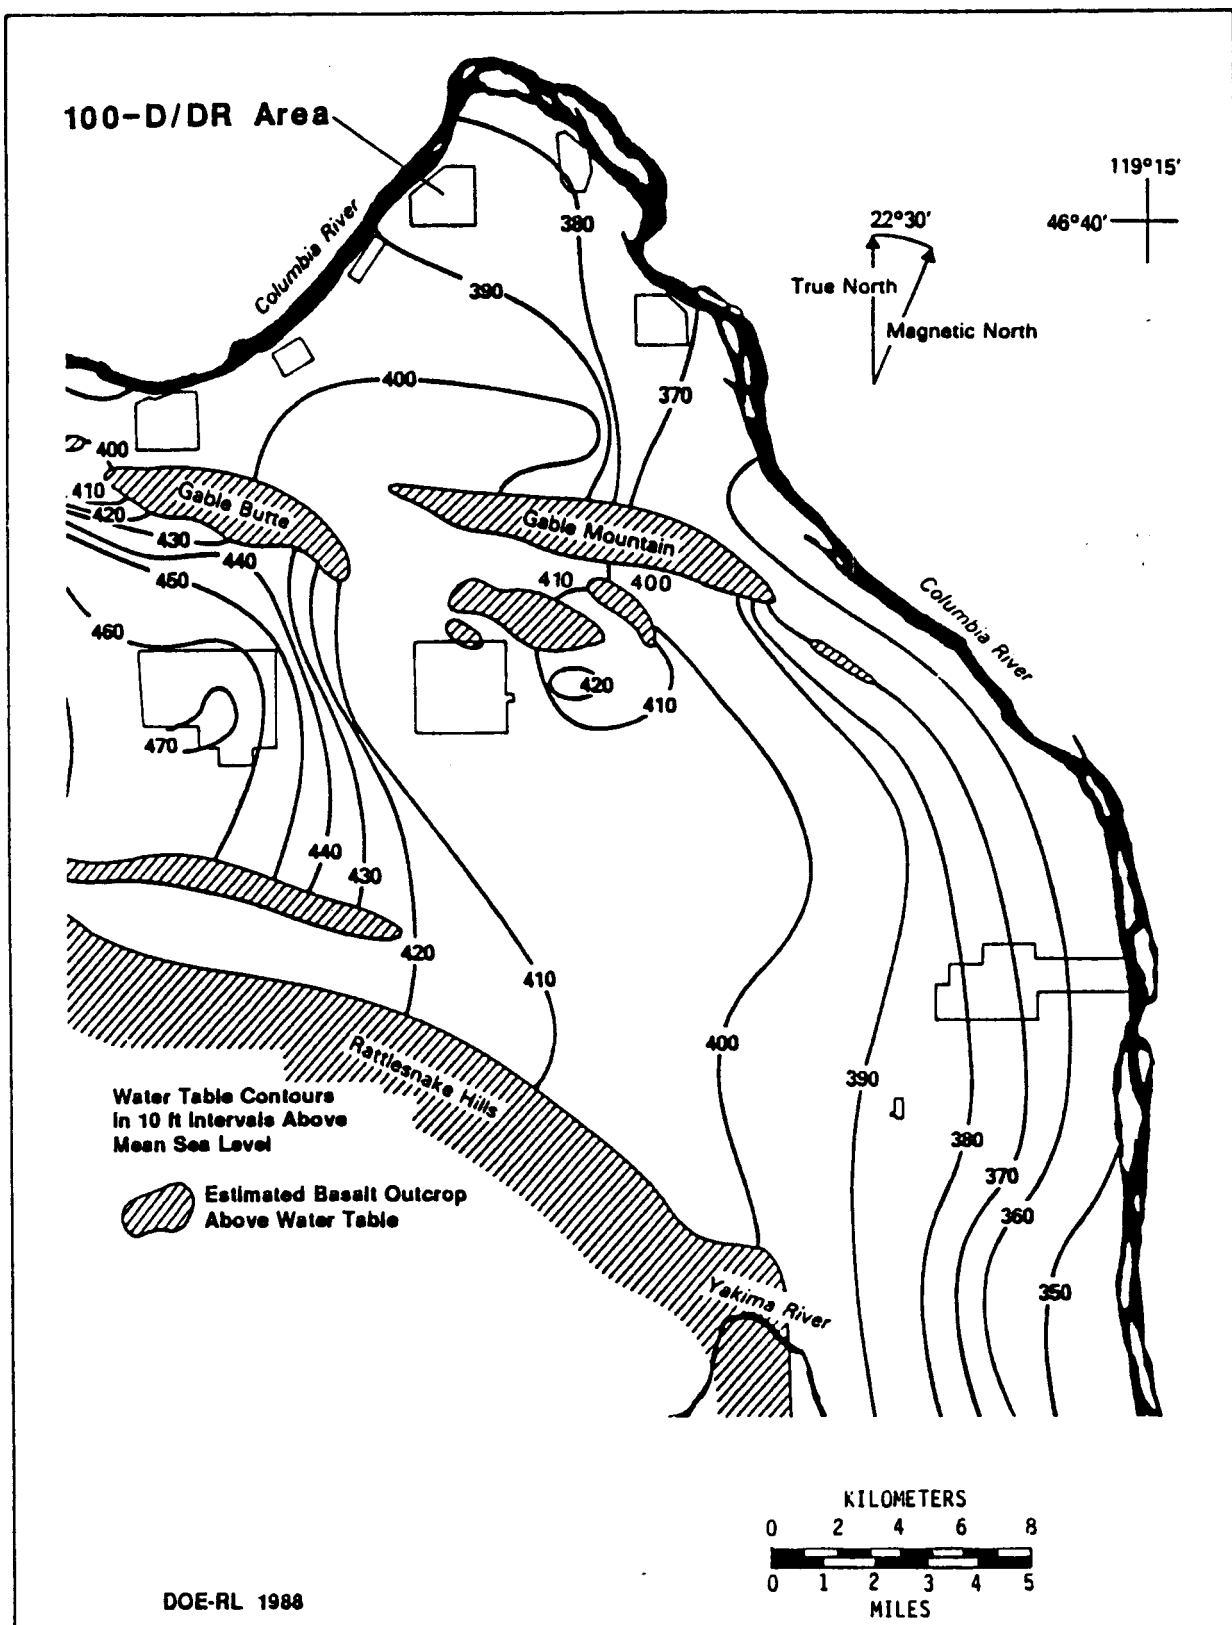 100-D/DR Area
119°15'
46°40'
22°30'
True North
Magnetic North
Columbia River
380
390
370
400
400
410
420
430
440
450
460
470
Gable Butte
Gable Mountain
410
400
420
410
Columbia River
440
430
420
410
400
390
380
370
360
350
Rattlesnake Hills
Yakima River
Water Table Contours
In 10 ft Intervals Above
Mean Sea Level
Estimated Basalt Outcrop
Above Water Table
KILOMETERS
0 2 4 6 8
0 1 2 3 4 5
MILES
DOE-RL 1988